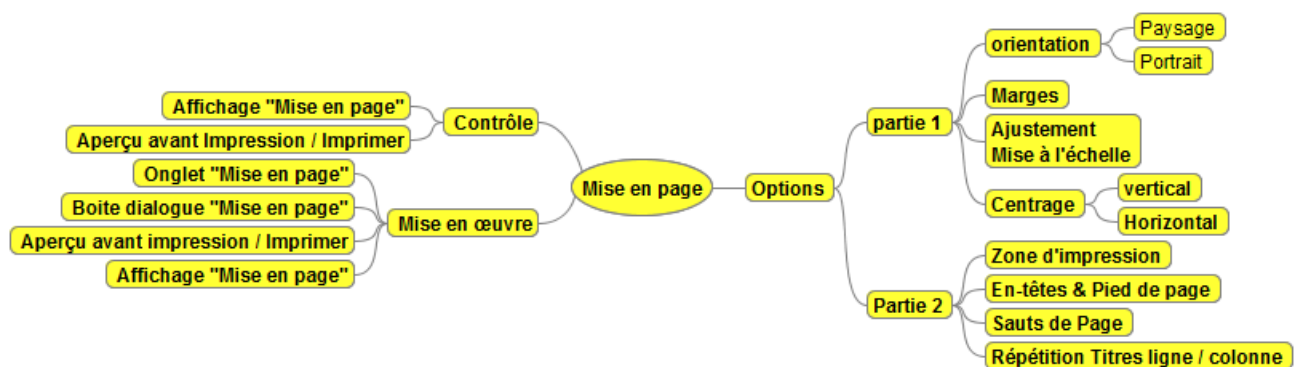 Mise en page
Contrôle
Affichage "Mise en page"
Aperçu avant Impression / Imprimer
Mise en œuvre
Onglet "Mise en page"
Boite dialogue "Mise en page"
Aperçu avant impression / Imprimer
Affichage "Mise en page"
Options
partie 1
orientation
Paysage
Portrait
Marges
Ajustement
Mise à l'échelle
Centrage
vertical
Horizontal
Partie 2
Zone d'impression
En-têtes & Pied de page
Sauts de Page
Répétition Titres ligne / colonne